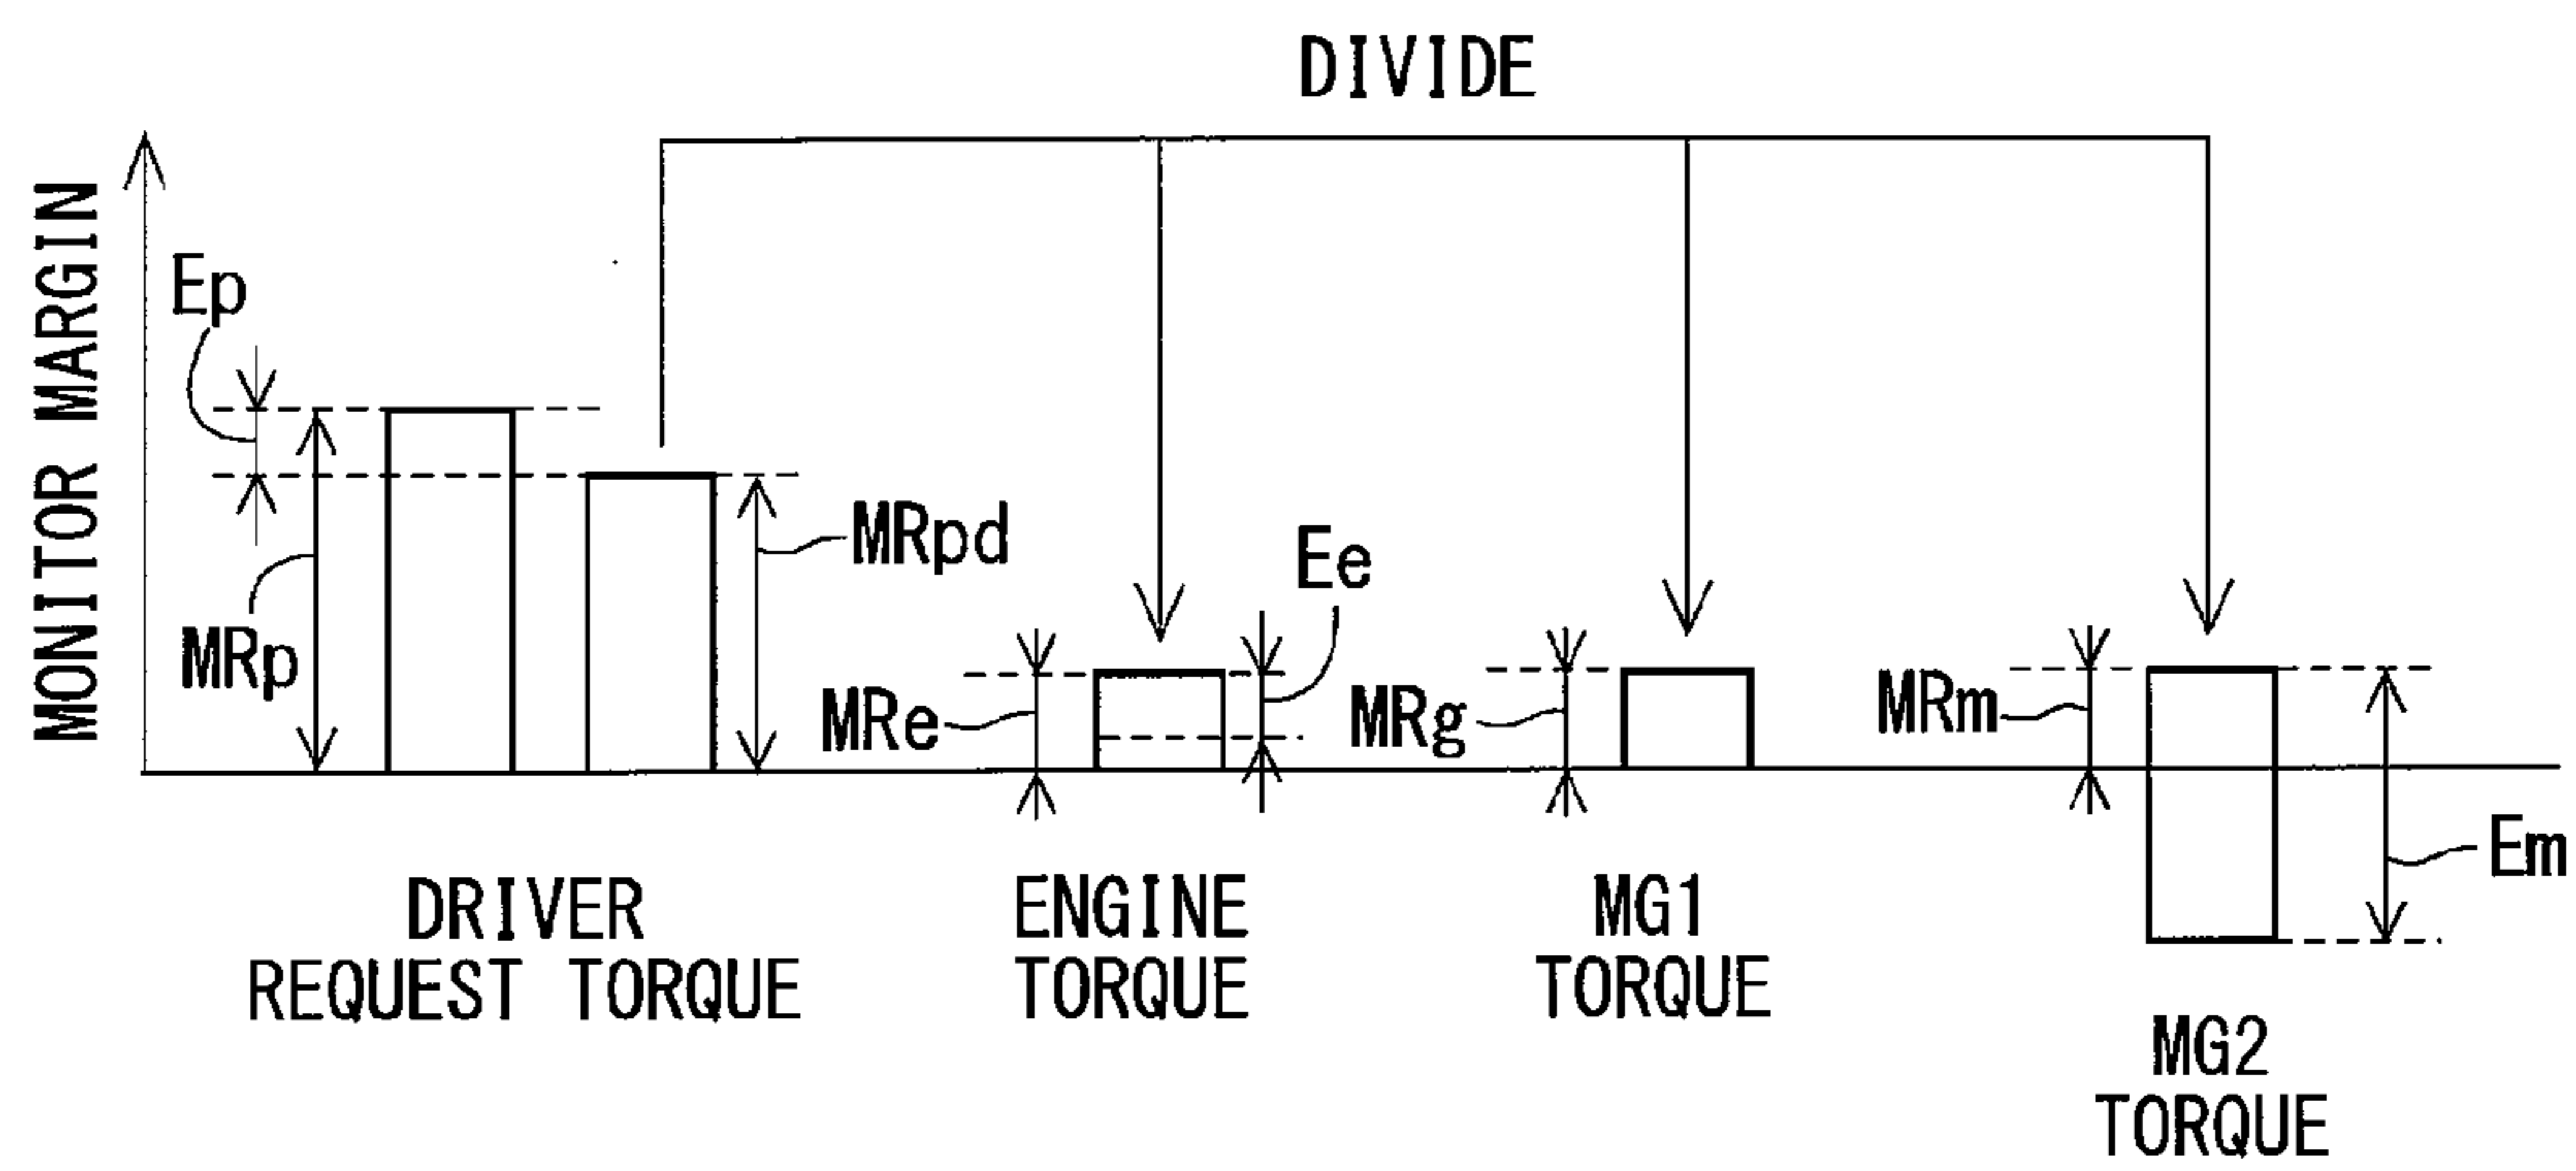 DIVIDE
MONITOR MARGIN
Ep
MRp
MRpd
Ee
MRe
MRg
MRm
Em
DRIVER
REQUEST TORQUE
ENGINE
TORQUE
MG1
TORQUE
MG2
TORQUE